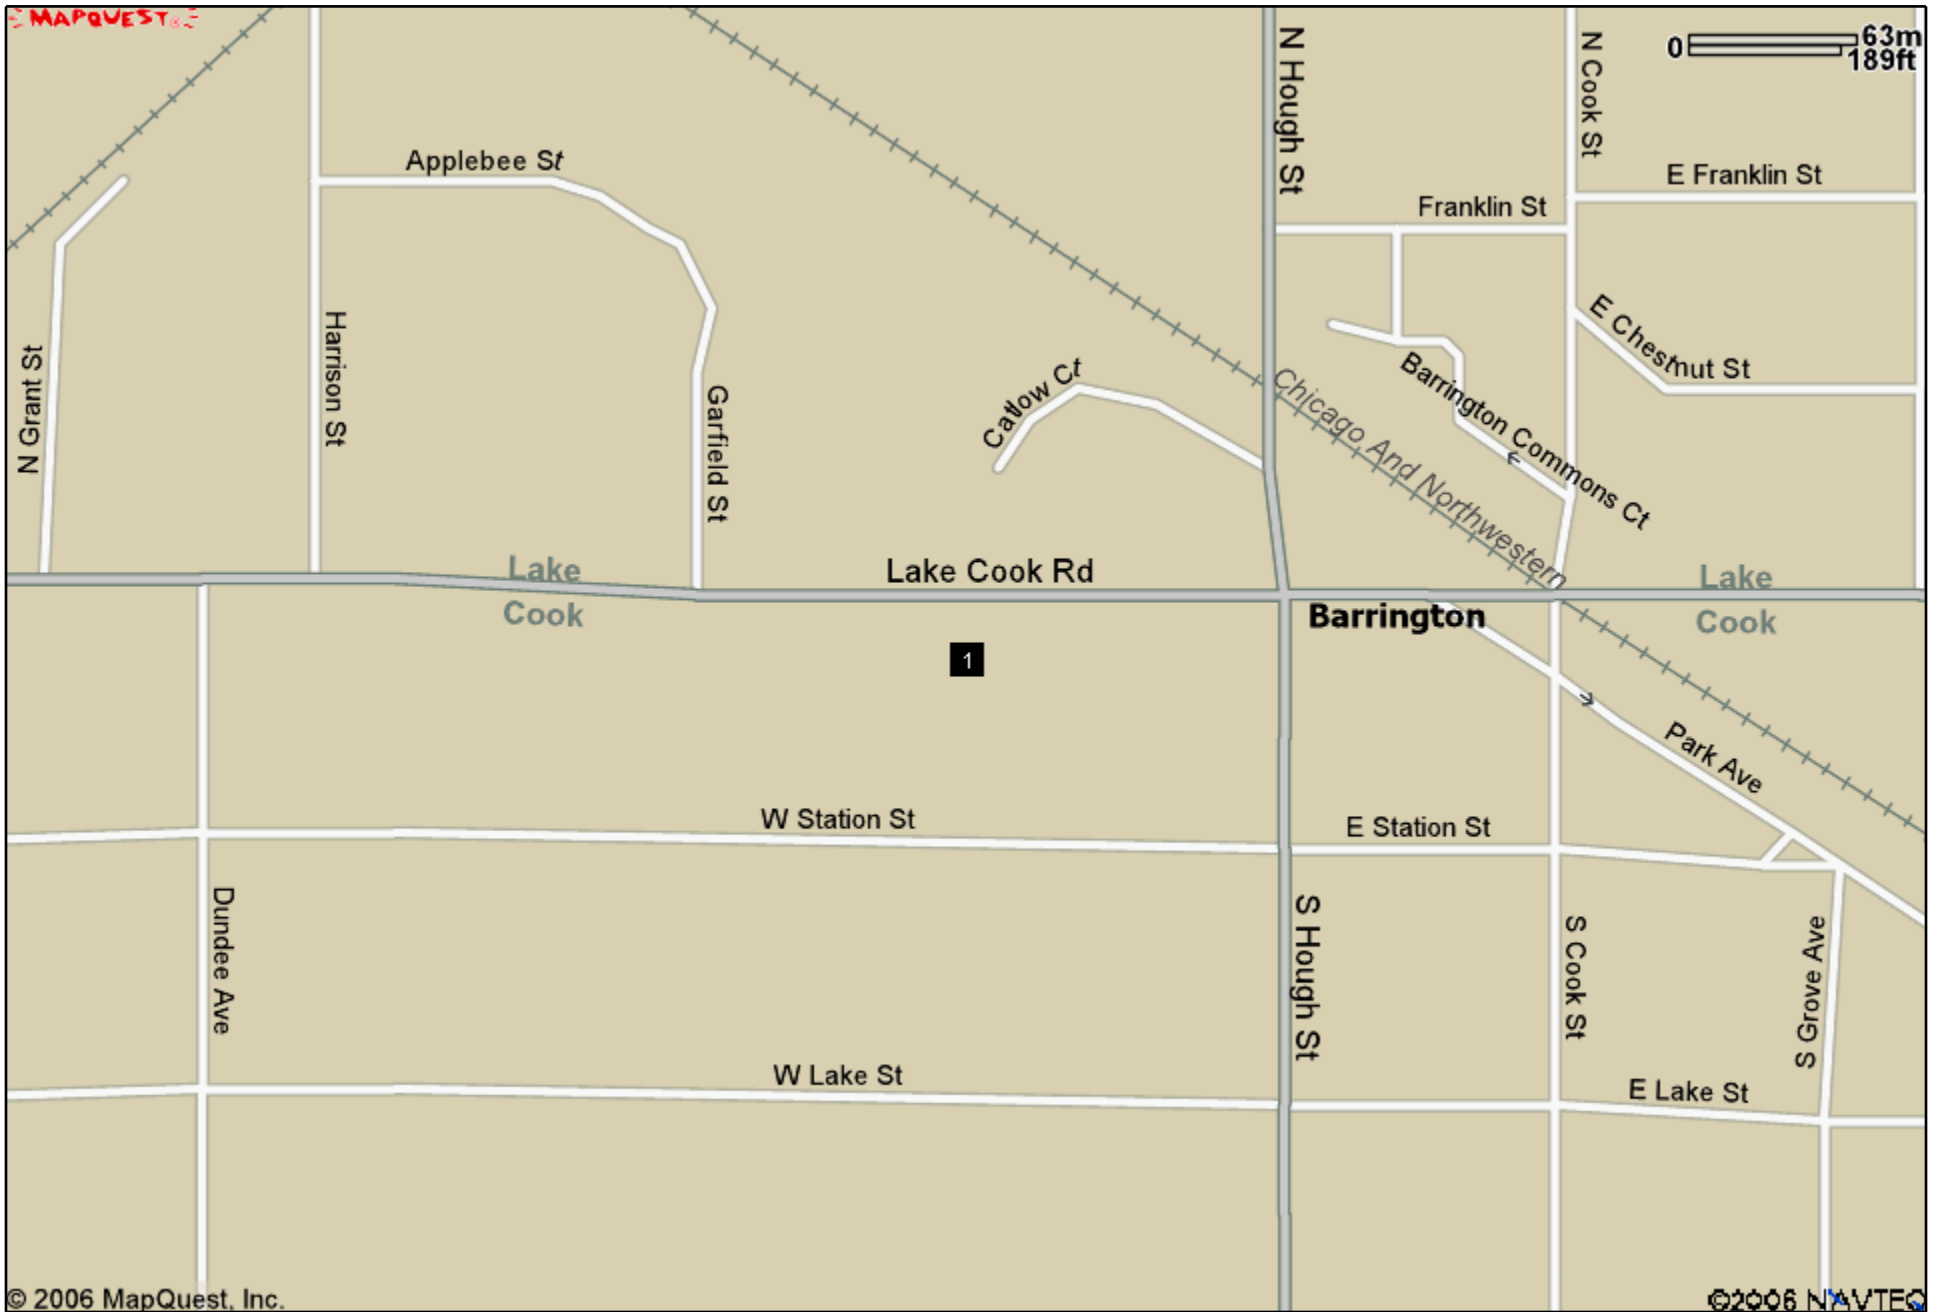 MAPQUEST
N Hough St
N Cook St
0
63m
189ft
Applebee St
E Franklin St
Franklin St
N Grant St
Harrison St
Garfield St
Catlow Ct
Chicago And Northwestern
Barrington Commons Ct
E Chestnut St
Lake
Cook
Lake Cook Rd
Lake
Cook
Barrington
1
Park Ave
W Station St
E Station St
Dundee Ave
S Hough St
S Cook St
S Grove Ave
W Lake St
E Lake St
© 2006 MapQuest, Inc.
©2006 NAVTEQ